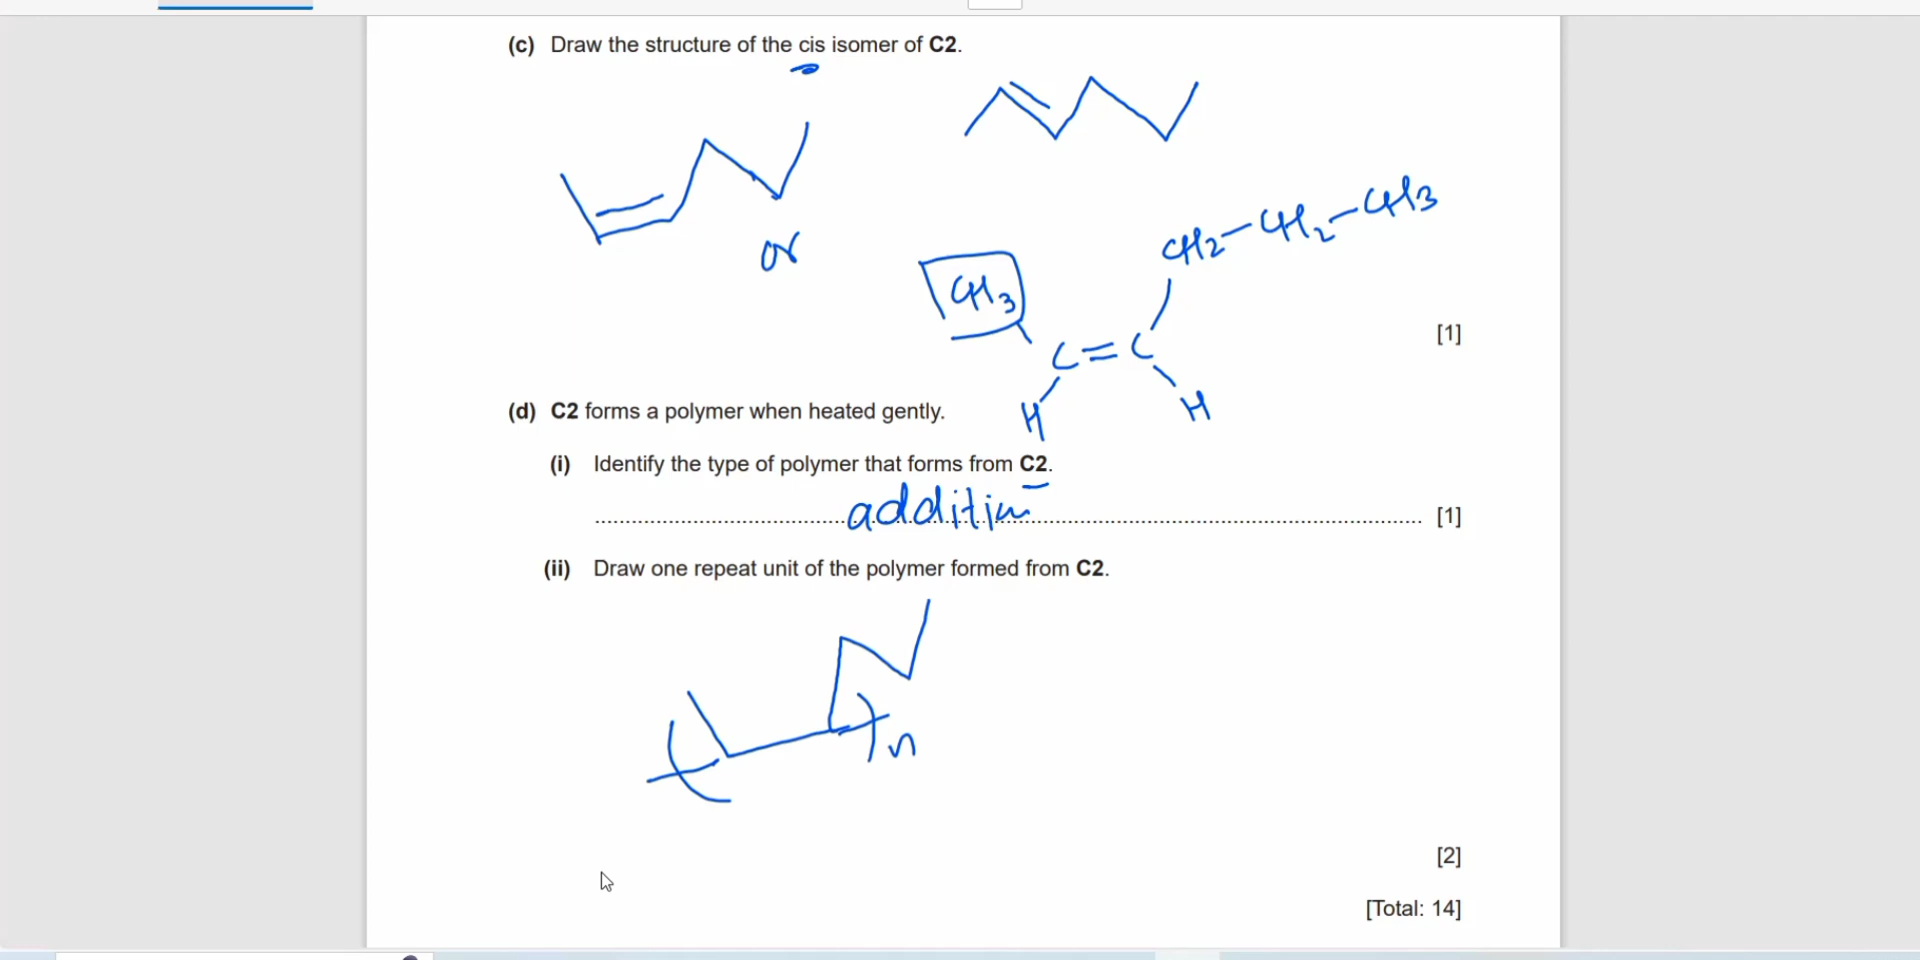 (c) Draw the structure of the cis isomer of C2.
or
CH3
CH2-CH2-CH3
C=C
H
H
[1]
(d) C2 forms a polymer when heated gently.
(i) Identify the type of polymer that forms from C2.
addition
[1]
(ii) Draw one repeat unit of the polymer formed from C2.
n
[2]
[Total: 14]